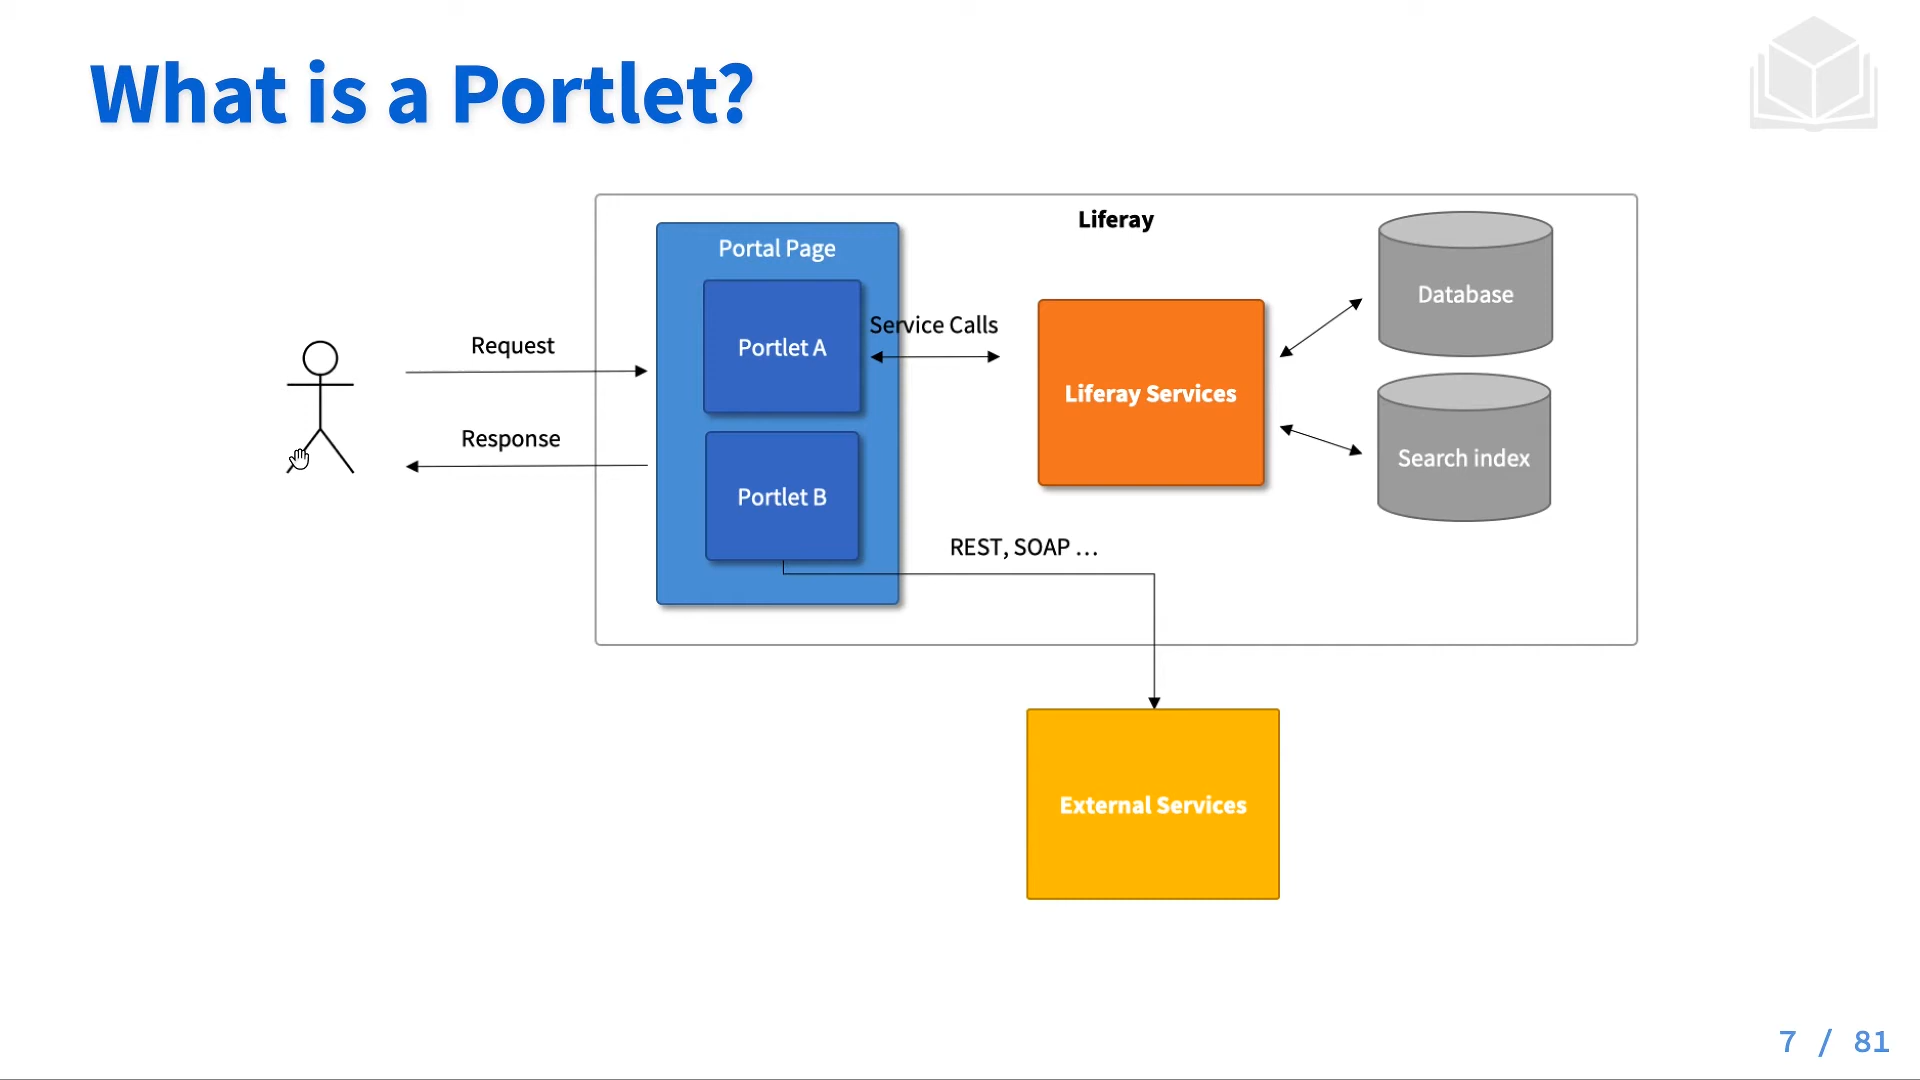 What is a Portlet?
Liferay
Portal Page
Portlet A
Service Calls
Request
Response
Portlet B
Liferay Services
Database
Search index
REST, SOAP ...
External Services
7 / 81